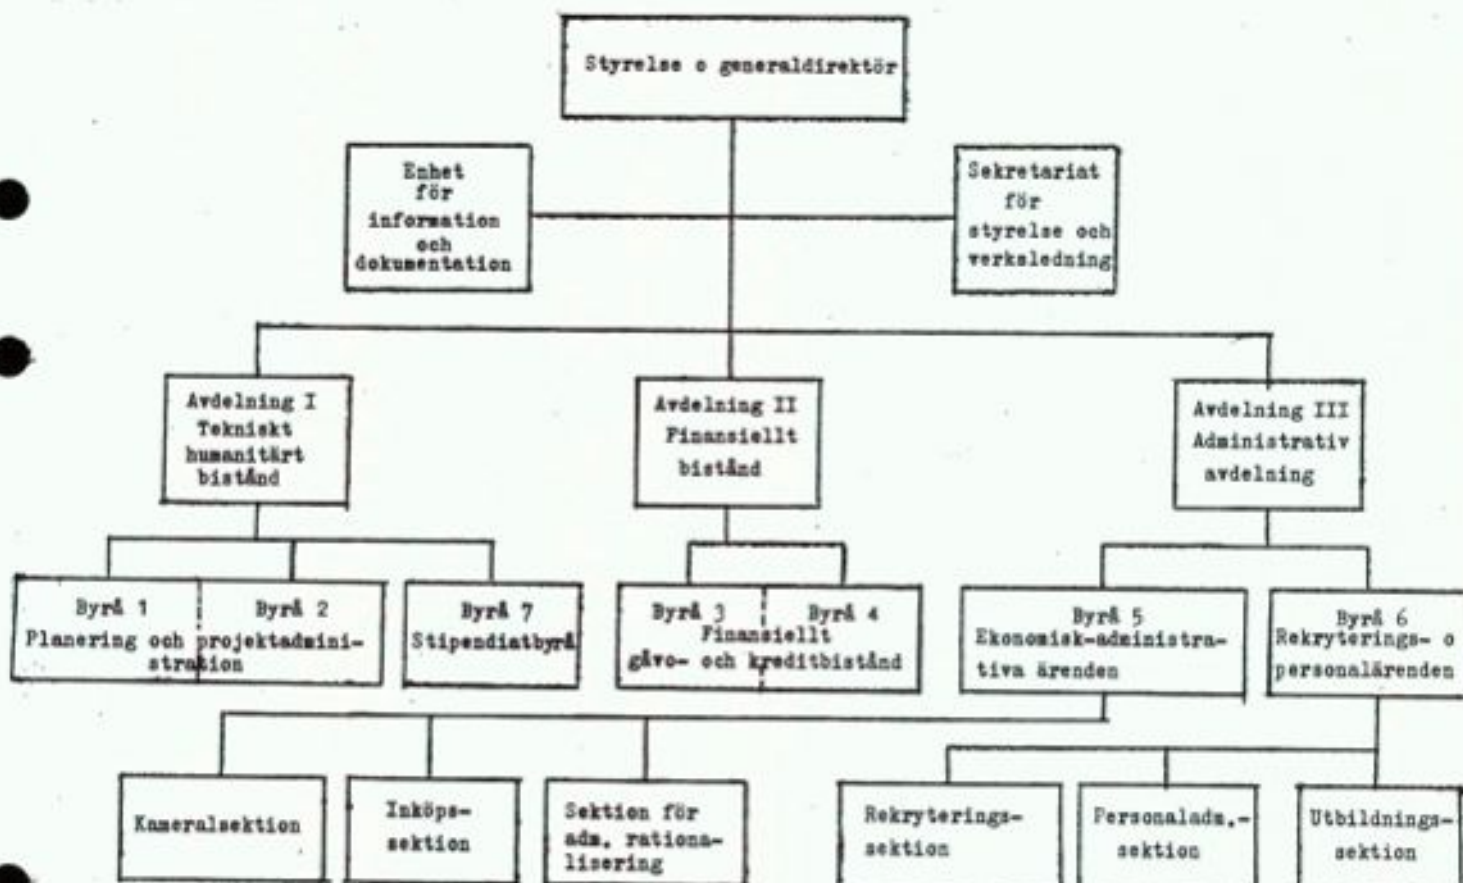 Styrelse o generaldirektör
Enhet
för
information
och
dokumentation
Sekretariat
för
styrelse och
verksledning
Avdelning I
Tekniskt
humanitärt
bistånd
Avdelning II
Finansiellt
bistånd
Avdelning III
Administrativ
avdelning
Byrå 1
Byrå 2
Planering och projektadmini-
stration
Byrå 7
Stipendiatbyrå
Byrå 3
Byrå 4
Finansiellt
gåvo- och kreditbistånd
Byrå 5
Ekonomisk-administra-
tiva ärenden
Byrå 6
Rekryterings- o
personalärenden
Kameralsektion
Inköps-
sektion
Sektion för
adm. rationa-
lisering
Rekryterings-
sektion
Personaladm.-
sektion
Utbildnings-
sektion